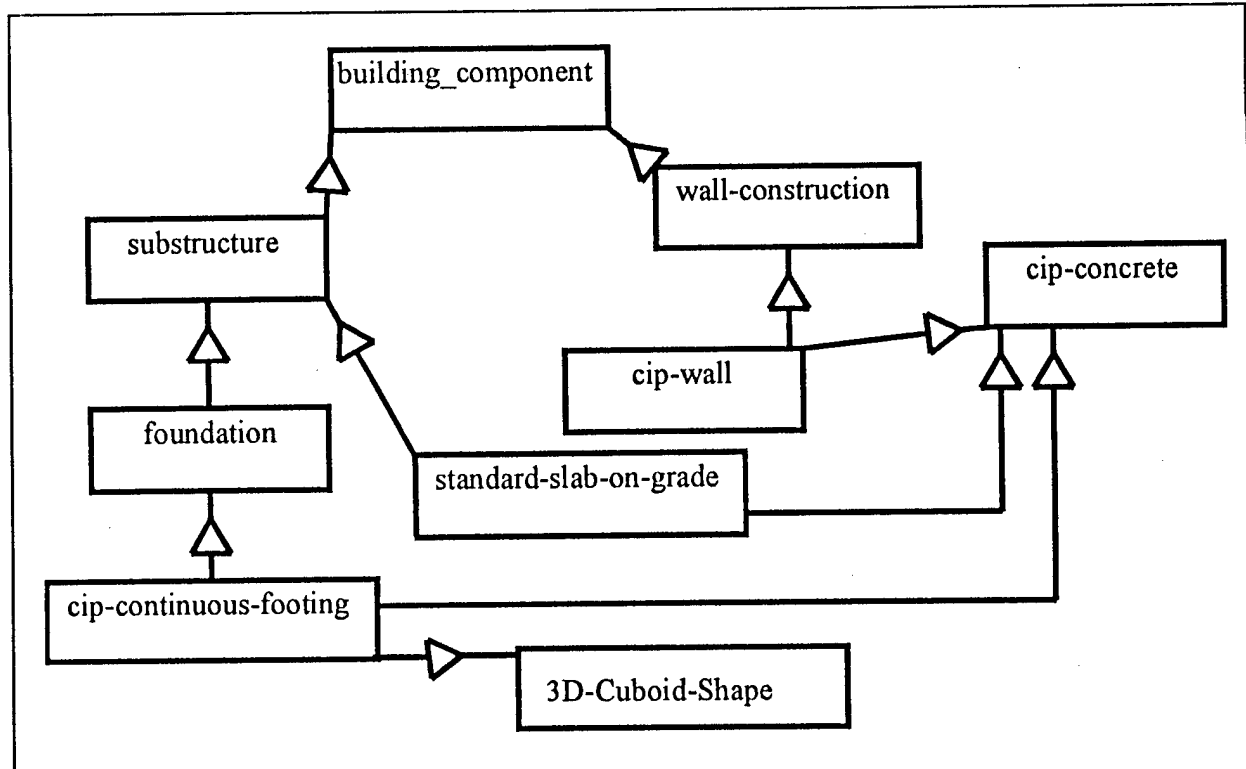 building_component
wall-construction
substructure
cip-concrete
cip-wall
foundation
standard-slab-on-grade
cip-continuous-footing
3D-Cuboid-Shape